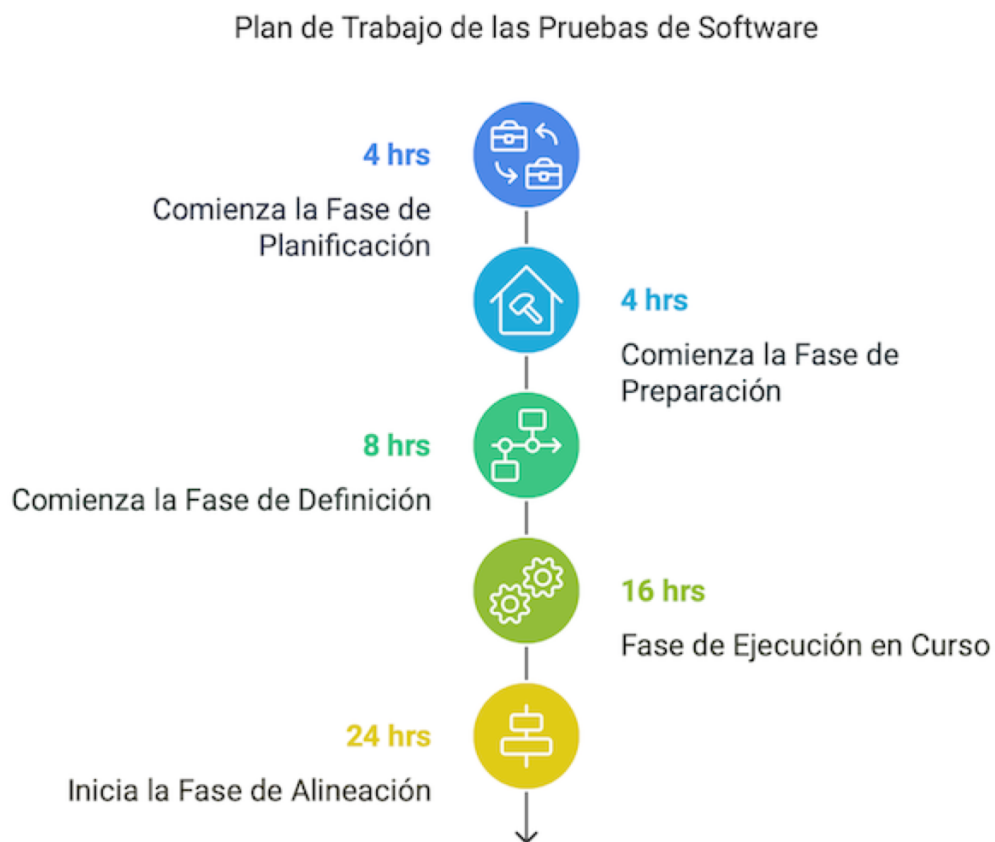 Plan de Trabajo de las Pruebas de Software
4 hrs
Comienza la Fase de
Planificación
4 hrs
Comienza la Fase de
Preparación
8 hrs
Comienza la Fase de Definición
16 hrs
Fase de Ejecución en Curso
24 hrs
Inicia la Fase de Alineación